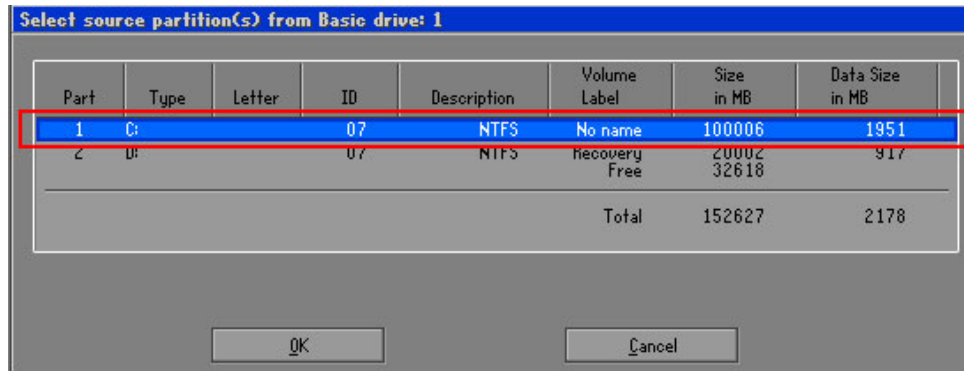 Select source partition(s) from Basic drive: 1
Part Type Letter ID Description Volume Label Size in MB Data Size in MB
1 C: 07 NTFS No name 100006 1951
2 D: 07 NTFS Recovery 20002 917
Free 32618
Total 152627 2178
OK Cancel